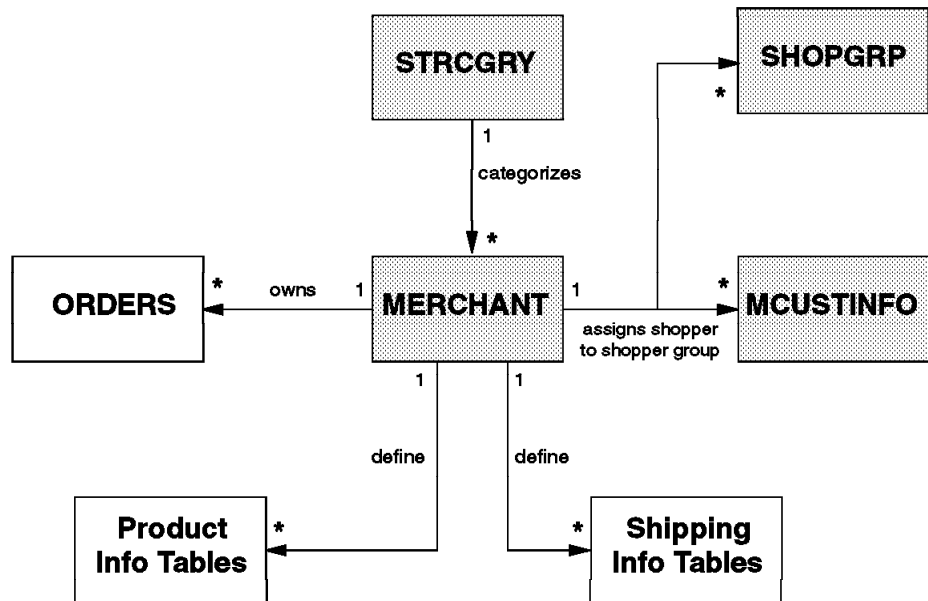 STRCGRY
SHOPGRP
1
*
categorizes
*
ORDERS
*
owns
1
MERCHANT
1
*
MCUSTINFO
assigns shopper
to shopper group
1
1
define
define
Product
Info Tables
*
*
Shipping
Info Tables